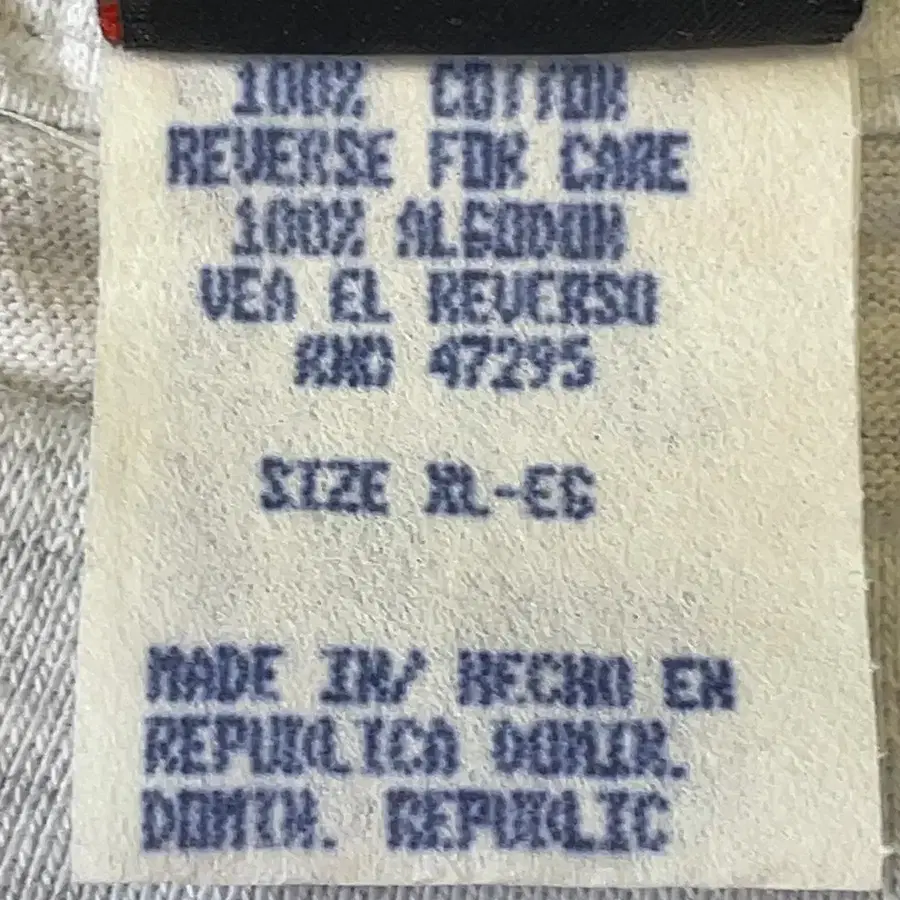 100% COTTON
REVERSE FOR CARE
100% ALGODON
VEA EL REVERSO
RNO 47295
SIZE XL-EG
MADE IN/ HECHO EN
REPUBLICA DOMIN.
DOMIN. REPUBLIC